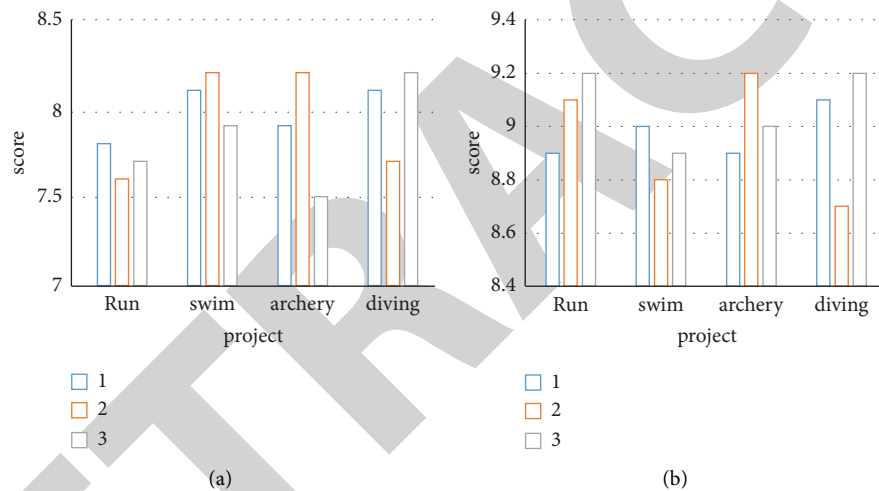 8.5
8
7.5
7
score
Run swim archery diving
project
1
2
3
(a)
9.4
9.2
9
8.8
8.6
8.4
score
Run swim archery diving
project
1
2
3
(b)